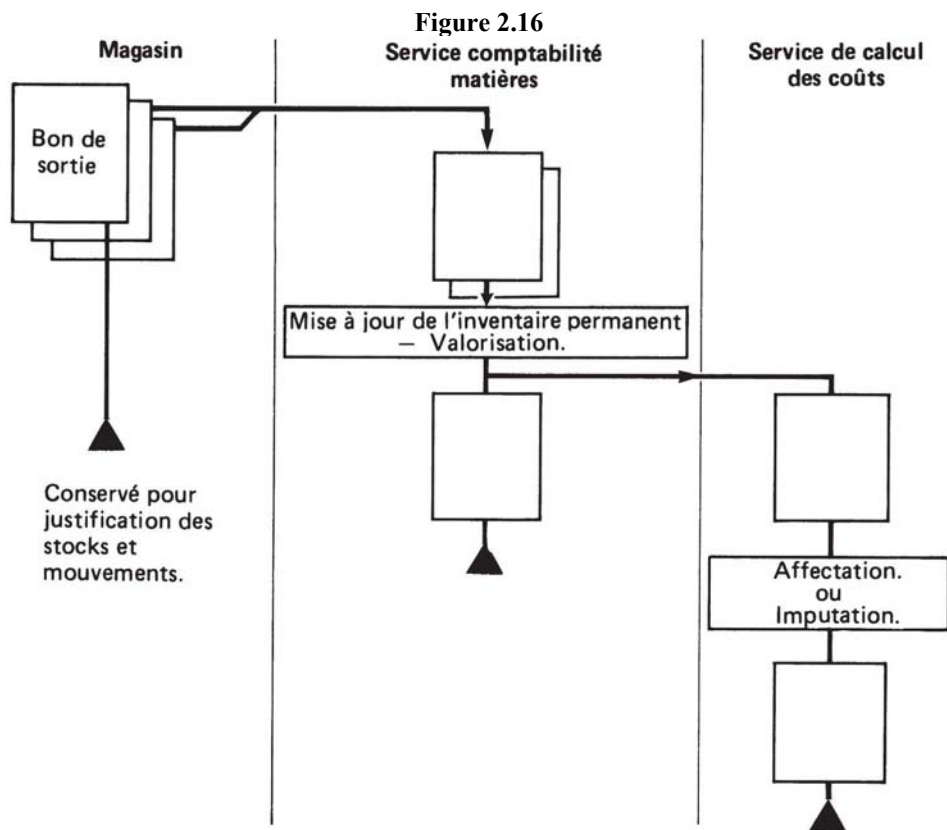 Figure 2.16
Magasin
Service comptabilité
matières
Service de calcul
des coûts
Bon de
sortie
Mise à jour de l'inventaire permanent
— Valorisation.
Conservé pour
justification des
stocks et
mouvements.
Affectation.
ou
Imputation.